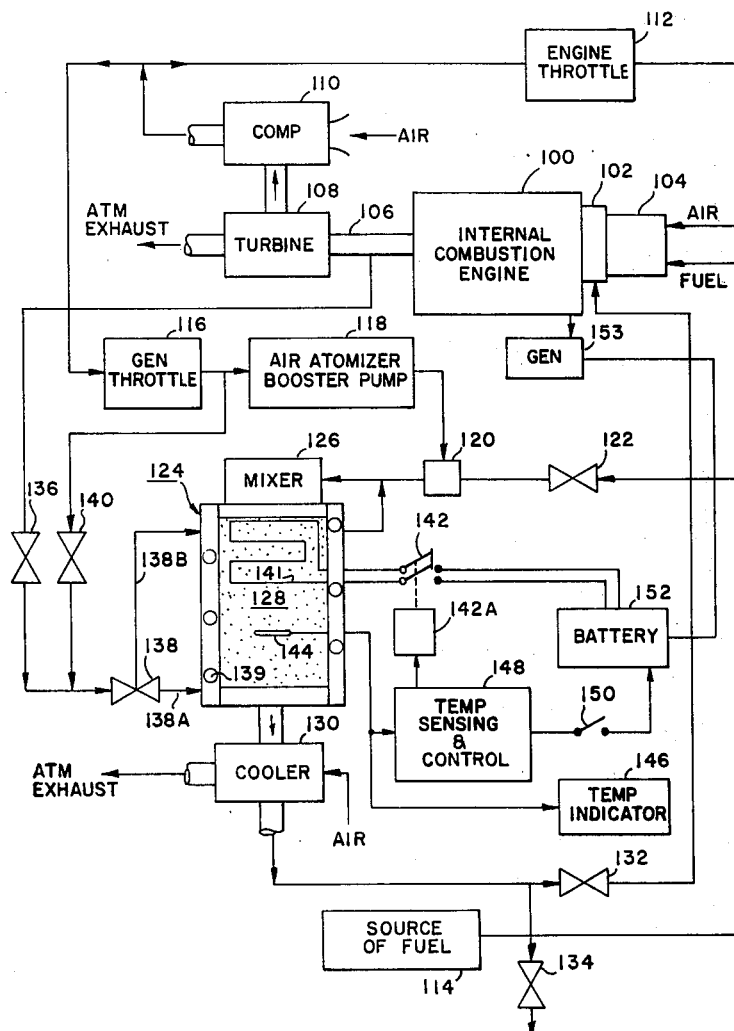 112
ENGINE
THROTTLE
110
COMP
AIR
100
102
104
108
106
ATM
EXHAUST
TURBINE
INTERNAL
COMBUSTION
ENGINE
AIR
FUEL
116
118
153
GEN
THROTTLE
AIR ATOMIZER
BOOSTER PUMP
GEN
126
120
122
124
MIXER
136
140
142
138B
141
128
142A
152
BATTERY
144
138
139
148
150
138A
TEMP
SENSING
&
CONTROL
130
146
ATM
EXHAUST
COOLER
TEMP
INDICATOR
AIR
132
SOURCE
OF FUEL
114
134